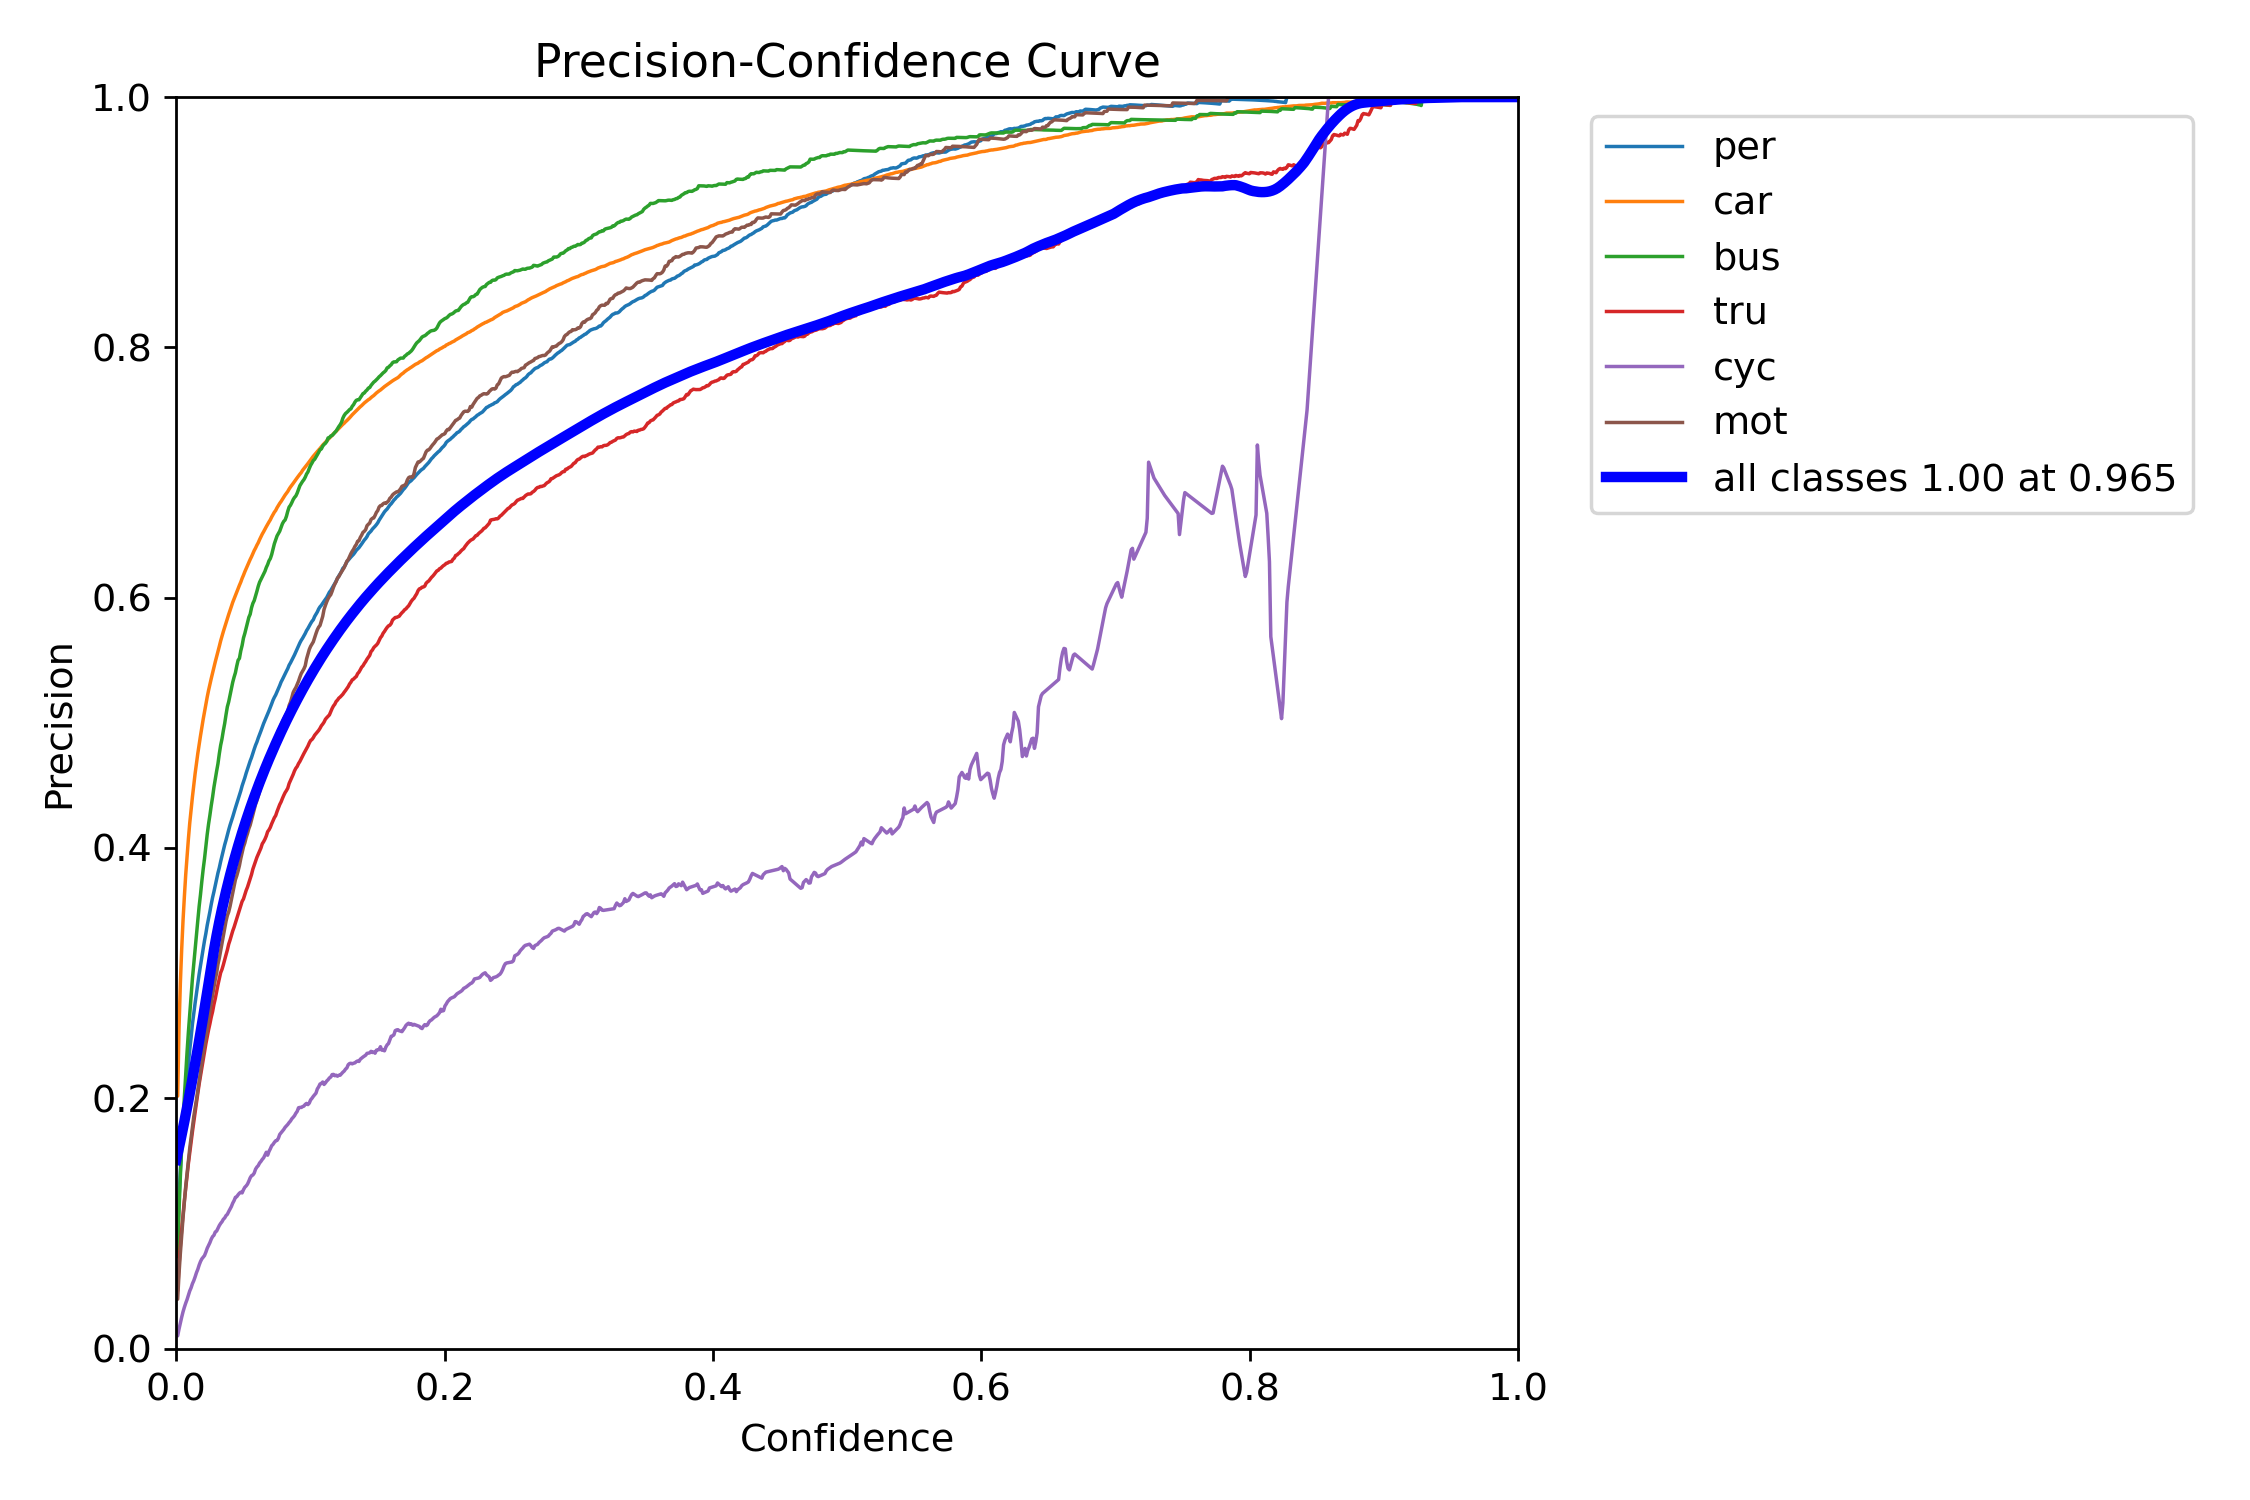 Precision-Confidence Curve
1.0
0.8
0.6
0.4
0.2
0.0
Precision
0.0 0.2 0.4 0.6 0.8 1.0
Confidence
per
car
bus
tru
cyc
mot
all classes 1.00 at 0.965